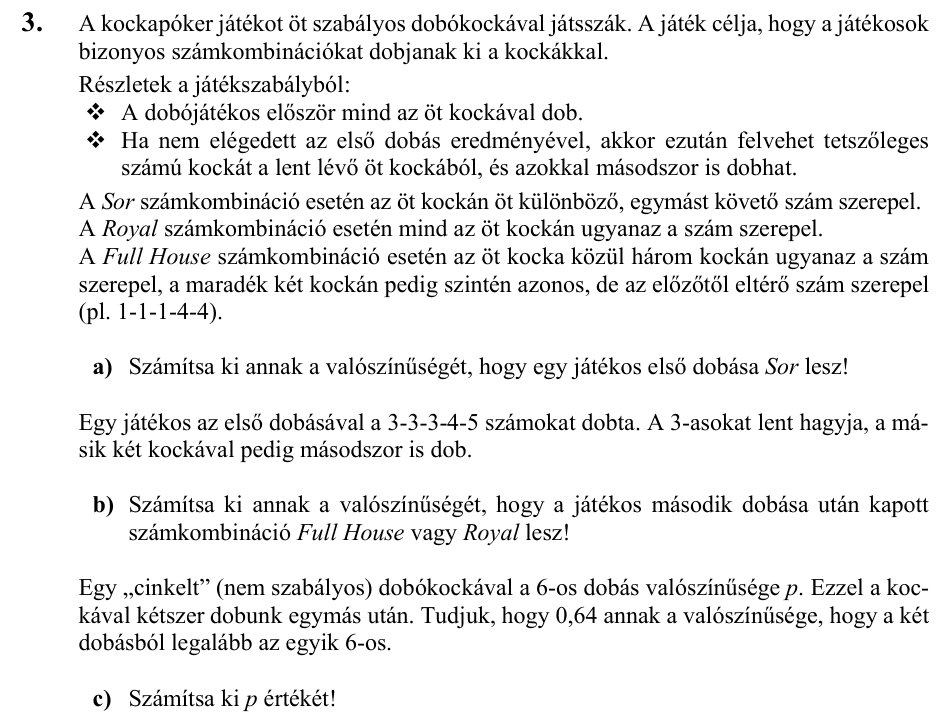 3. A kockapóker játékot öt szabályos dobókockával játsszák. A játék célja, hogy a játékosok
bizonyos számkombinációkat dobjanak ki a kockákkal.
Részletek a játékszabályból:
❖ A dobójátékos először mind az öt kockával dob.
❖ Ha nem elégedett az első dobás eredményével, akkor ezután felvehet tetszőleges
számú kockát a lent lévő öt kockából, és azokkal másodszor is dobhat.
A Sor számkombináció esetén az öt kockán öt különböző, egymást követő szám szerepel.
A Royal számkombináció esetén mind az öt kockán ugyanaz a szám szerepel.
A Full House számkombináció esetén az öt kocka közül három kockán ugyanaz a szám
szerepel, a maradék két kockán pedig szintén azonos, de az előzőtől eltérő szám szerepel
(pl. 1-1-1-4-4).
a) Számítsa ki annak a valószínűségét, hogy egy játékos első dobása Sor lesz!
Egy játékos az első dobásával a 3-3-3-4-5 számokat dobta. A 3-asokat lent hagyja, a má-
sik két kockával pedig másodszor is dob.
b) Számítsa ki annak a valószínűségét, hogy a játékos második dobása után kapott
számkombináció Full House vagy Royal lesz!
Egy „cinkelt” (nem szabályos) dobókockával a 6-os dobás valószínűsége p. Ezzel a koc-
kával kétszer dobunk egymás után. Tudjuk, hogy 0,64 annak a valószínűsége, hogy a két
dobásból legalább az egyik 6-os.
c) Számítsa ki p értékét!